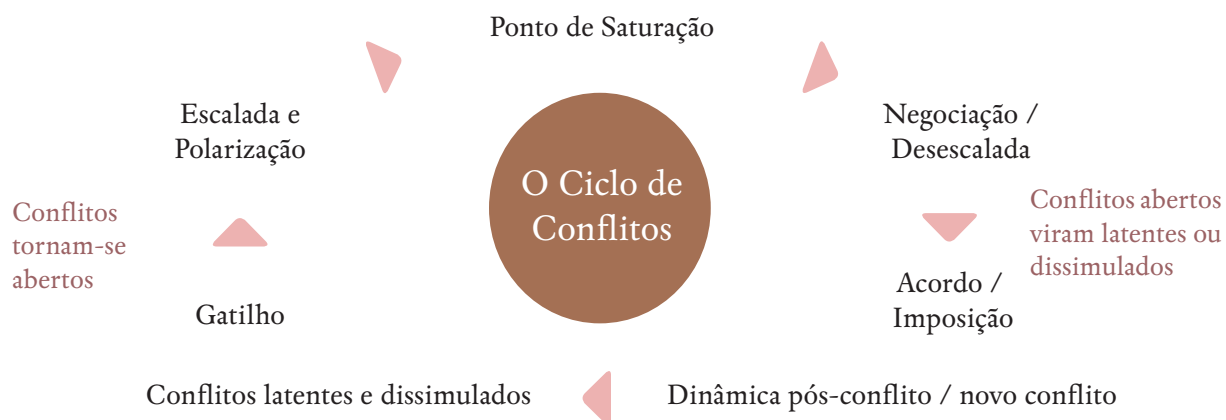 Ponto de Saturação
Escalada e
Polarização
Negociação /
Desescalada
O Ciclo de
Conflitos
Conflitos
tornam-se
abertos
Conflitos abertos
viram latentes ou
dissimulados
Gatilho
Acordo /
Imposição
Conflitos latentes e dissimulados
Dinâmica pós-conflito / novo conflito